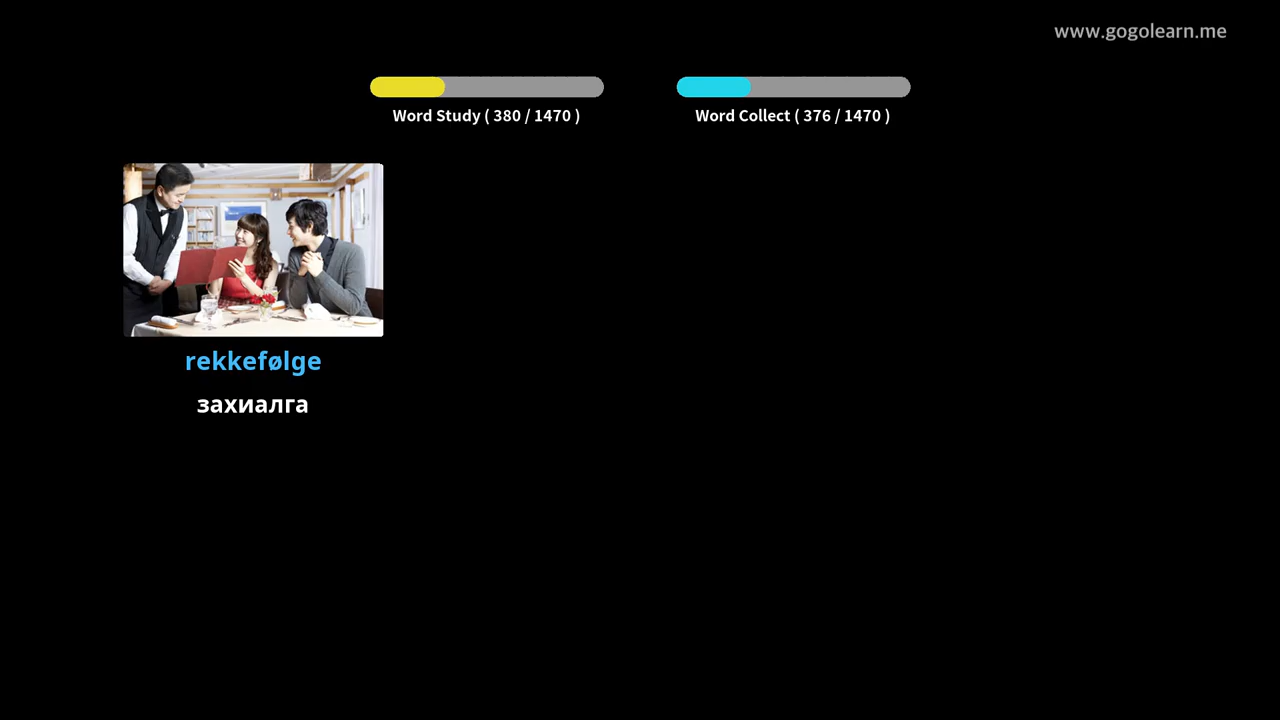 www.gogolearn.me
Word Study ( 380 / 1470 )
Word Collect ( 376 / 1470 )
rekkefølge
захиалга